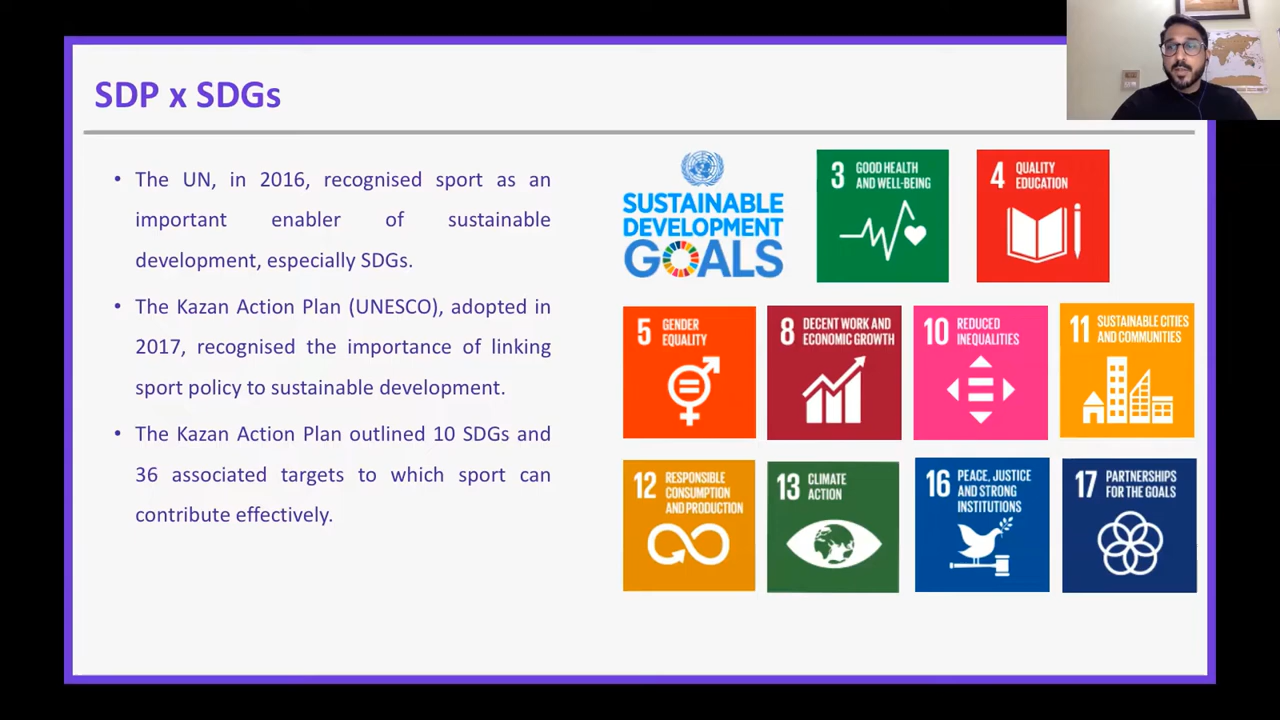 SDP x SDGs
• The UN, in 2016, recognised sport as an
important enabler of sustainable
development, especially SDGs.
• The Kazan Action Plan (UNESCO), adopted in
2017, recognised the importance of linking
sport policy to sustainable development.
• The Kazan Action Plan outlined 10 SDGs and
36 associated targets to which sport can
contribute effectively.
SUSTAINABLE
DEVELOPMENT
GOALS
3 GOOD HEALTH
AND WELL-BEING
4 QUALITY
EDUCATION
5 GENDER
EQUALITY
8 DECENT WORK AND
ECONOMIC GROWTH
10 REDUCED
INEQUALITIES
11 SUSTAINABLE CITIES
AND COMMUNITIES
12 RESPONSIBLE
CONSUMPTION
AND PRODUCTION
13 CLIMATE
ACTION
16 PEACE, JUSTICE
AND STRONG
INSTITUTIONS
17 PARTNERSHIPS
FOR THE GOALS